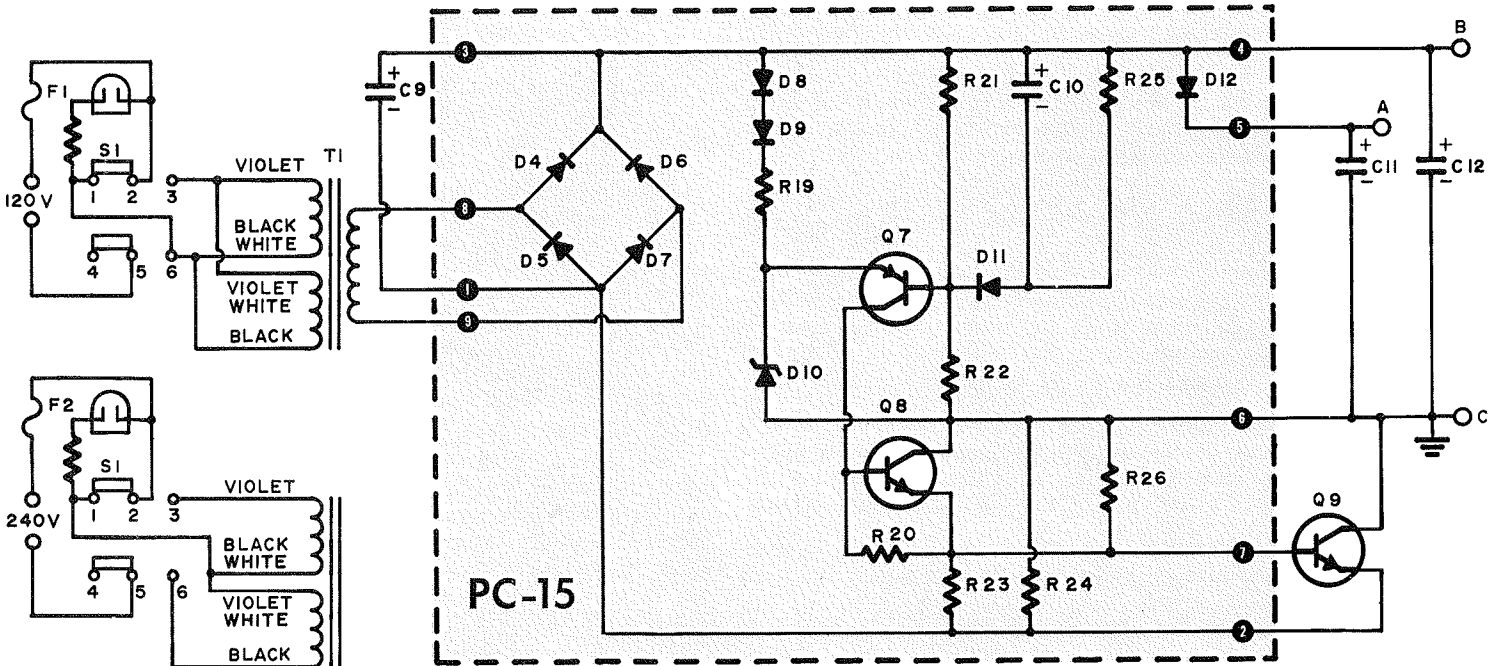 B
3
4
+
C9
-
D8
R21
+
C10
-
R25
D12
F1
A
5
D9
+
C11
-
+
C12
-
S1
VIOLET
T1
D4
D6
R19
120V
1
2
3
8
BLACK
WHITE
Q7
D11
D5
D7
4
5
6
VIOLET
WHITE
1
BLACK
9
D10
R22
F2
Q8
6
C
S1
VIOLET
R26
Q9
1
2
3
240V
R20
BLACK
WHITE
7
4
5
6
PC-15
R23
R24
VIOLET
WHITE
2
BLACK